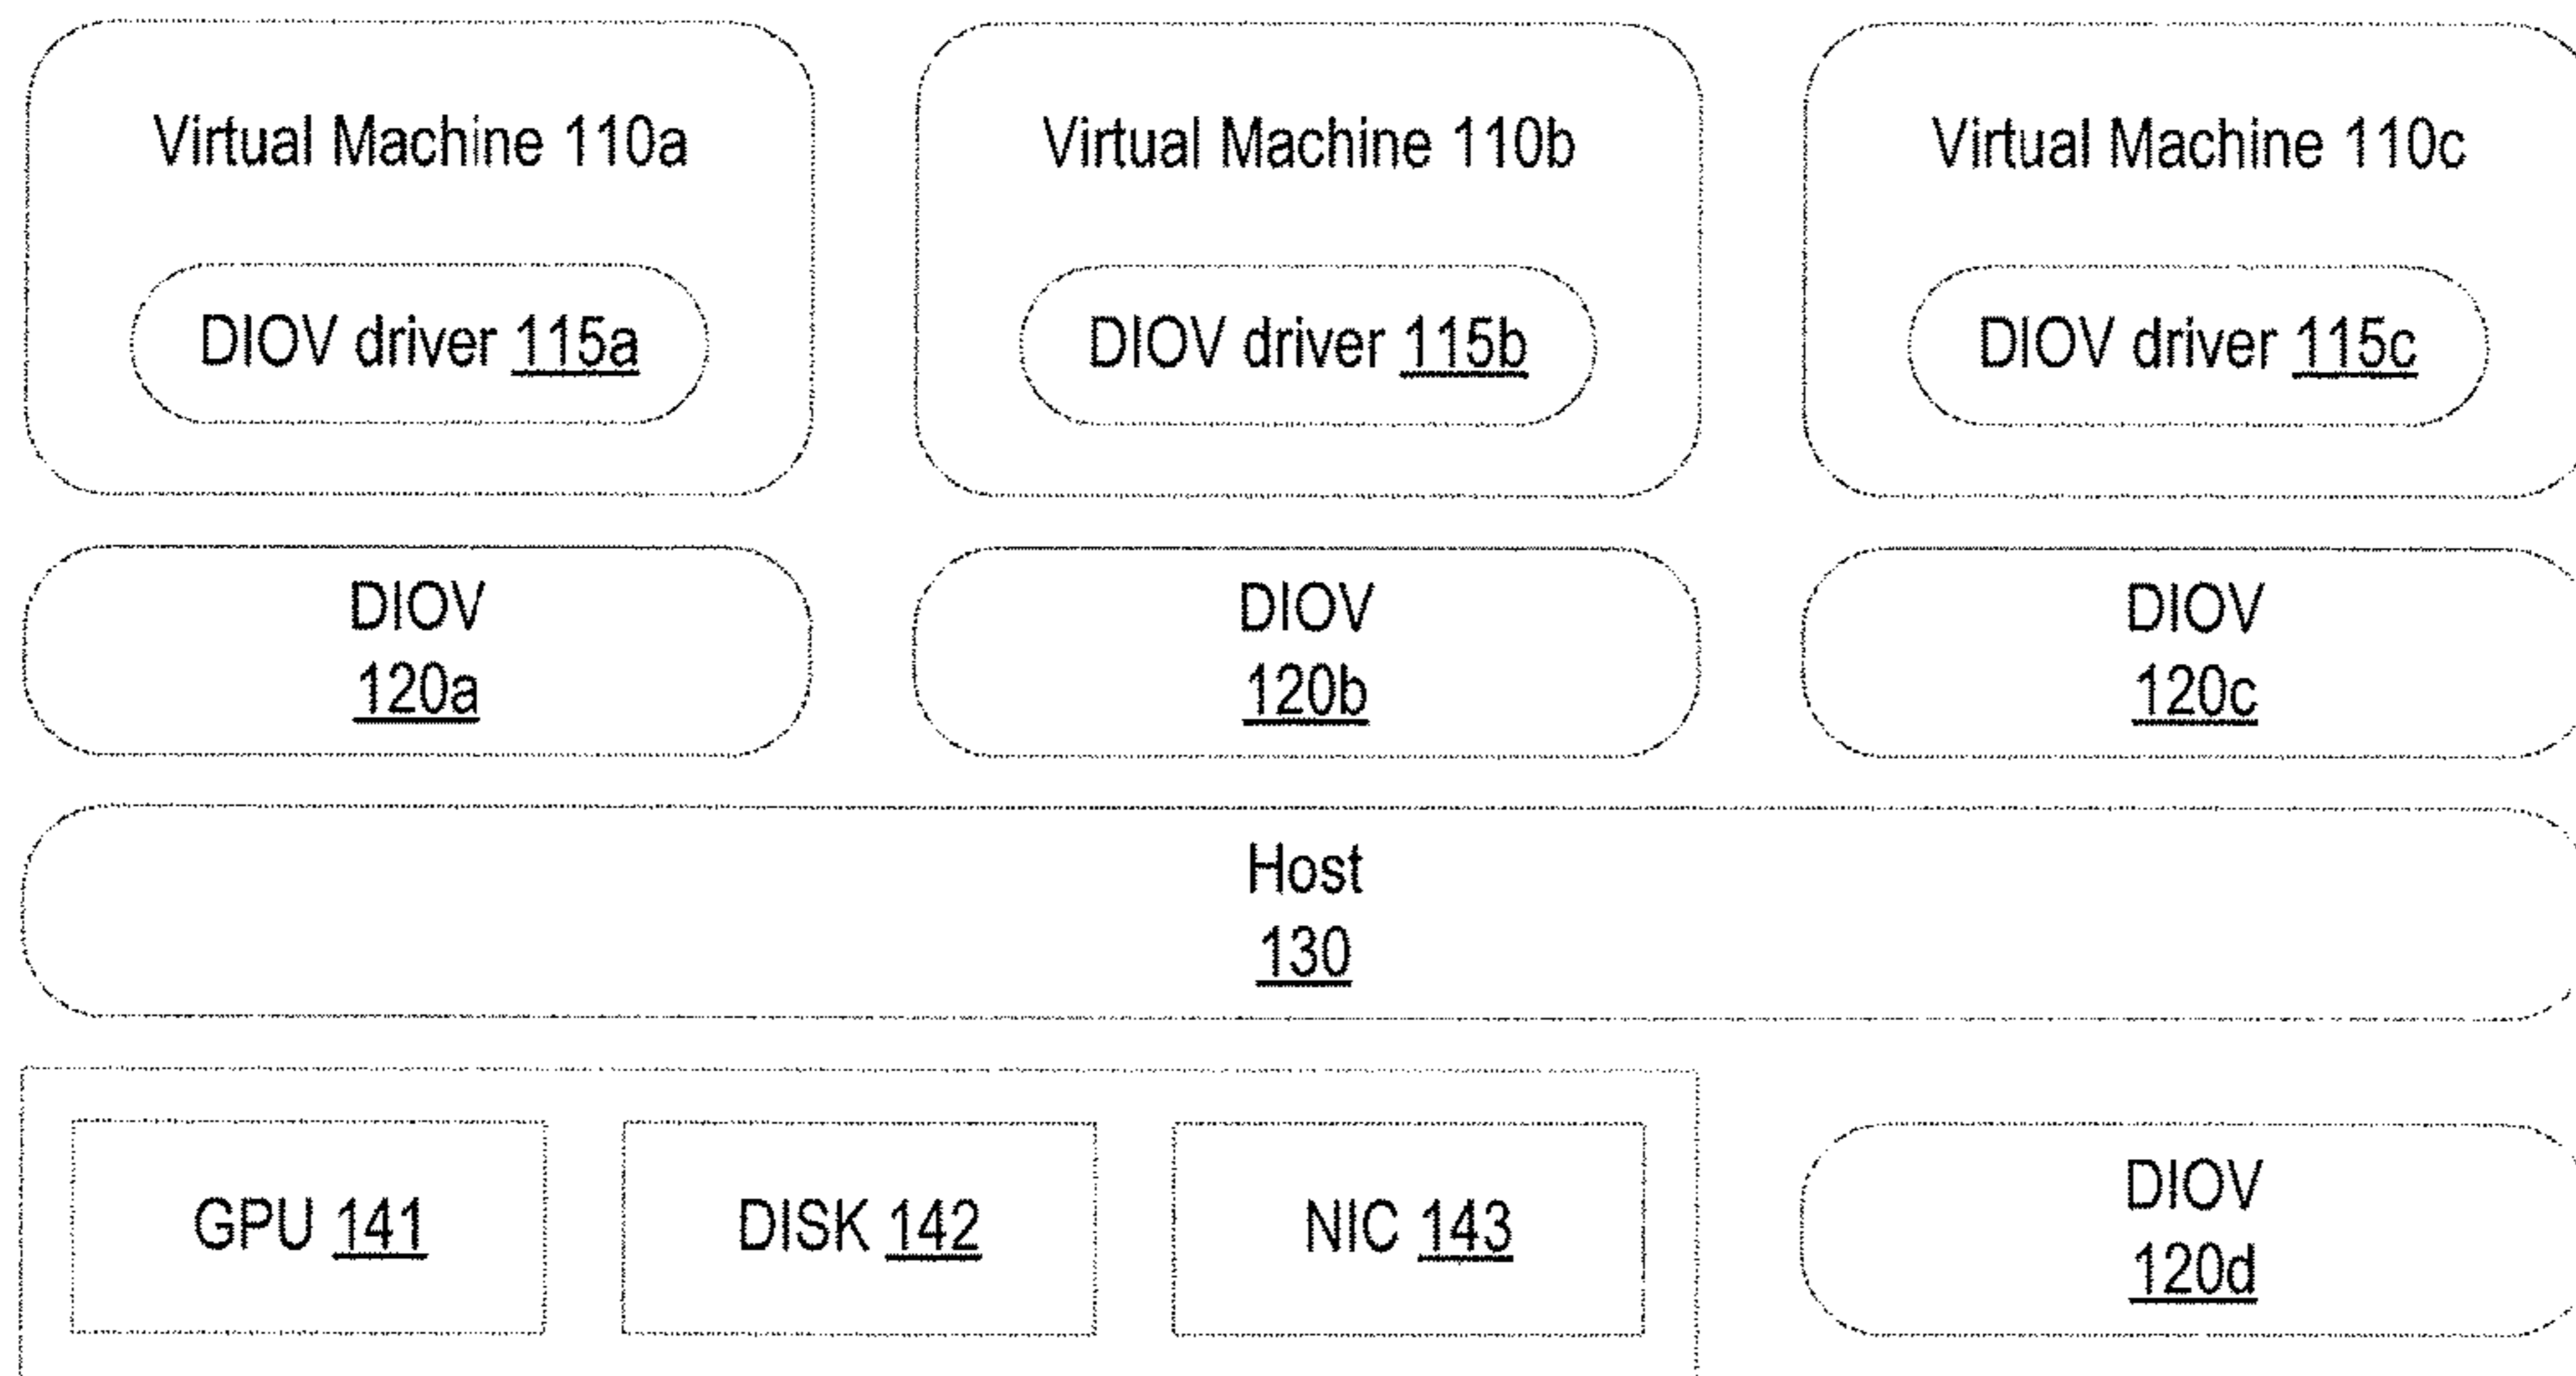 Virtual Machine 110a
Virtual Machine 110b
Virtual Machine 110c
DIOV driver 115a
DIOV driver 115b
DIOV driver 115c
DIOV
120a
DIOV
120b
DIOV
120c
Host
130
GPU 141
DISK 142
NIC 143
DIOV
120d